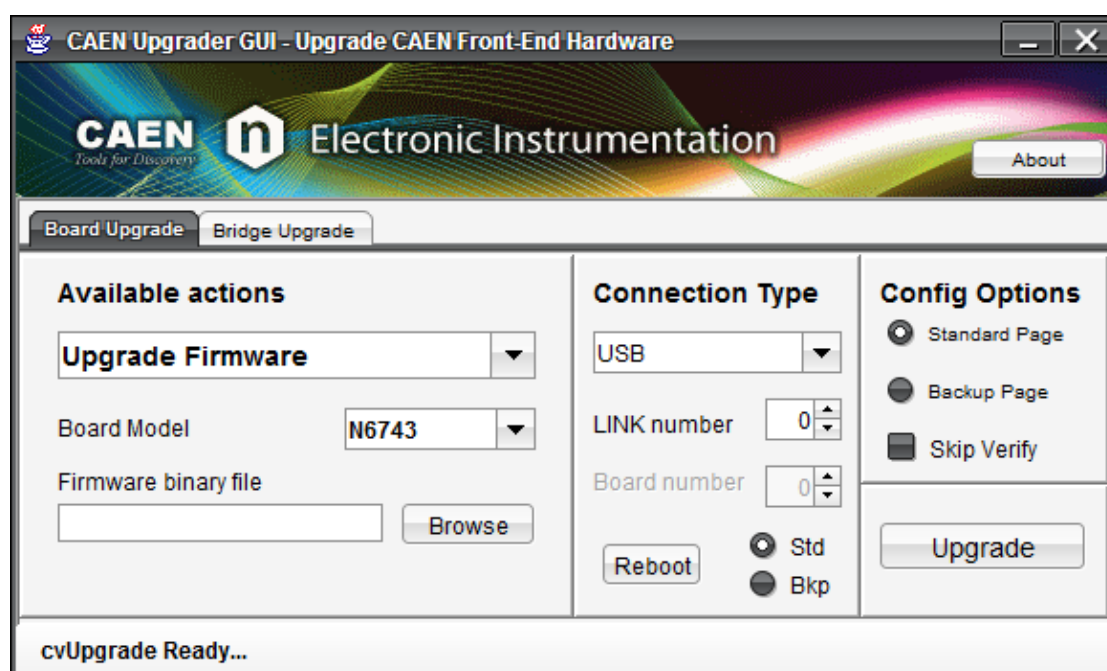 CAEN Upgrader GUI - Upgrade CAEN Front-End Hardware
CAEN n Electronic Instrumentation
Tools for Discovery
About
Board Upgrade Bridge Upgrade
Available actions
Upgrade Firmware
Board Model N6743
Firmware binary file
Browse
Connection Type
USB
LINK number 0
Board number 0
Reboot Std
Bkp
Config Options
Standard Page
Backup Page
Skip Verify
Upgrade
cvUpgrade Ready...